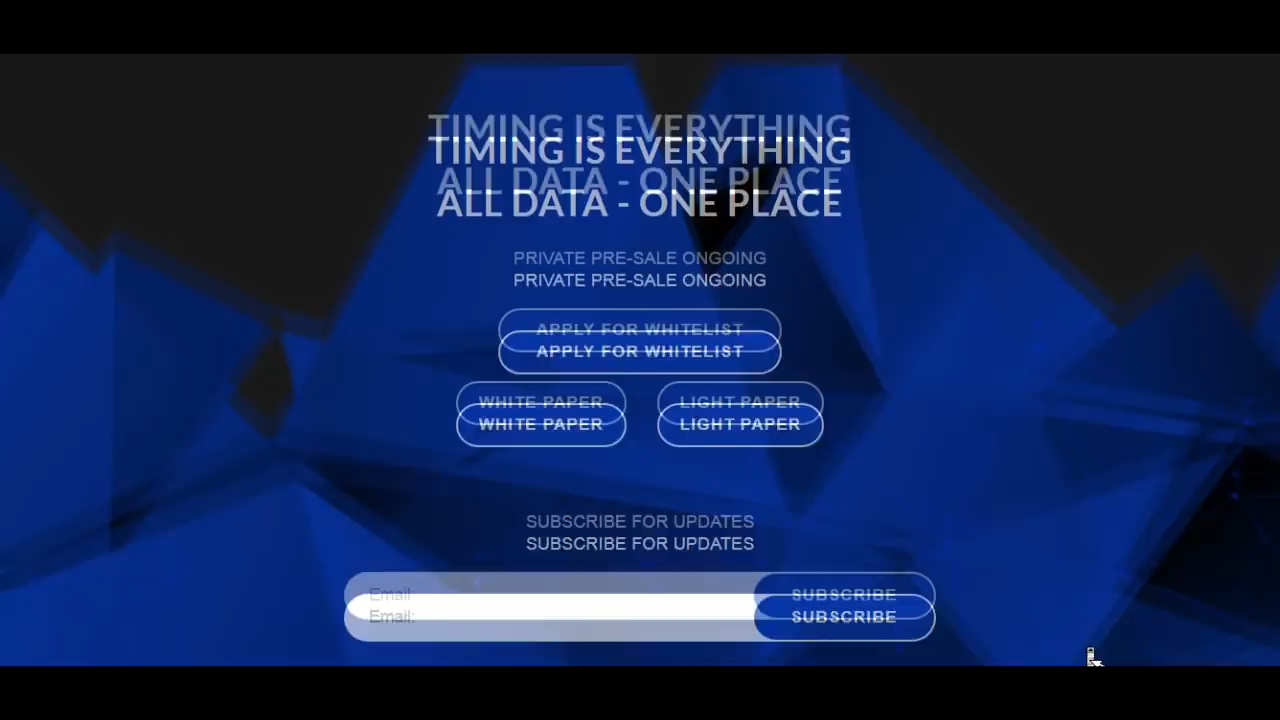 TIMING IS EVERYTHING
TIMING IS EVERYTHING
ALL DATA - ONE PLACE
ALL DATA - ONE PLACE
PRIVATE PRE-SALE ONGOING
PRIVATE PRE-SALE ONGOING
APPLY FOR WHITELIST
APPLY FOR WHITELIST
WHITE PAPER LIGHT PAPER
WHITE PAPER LIGHT PAPER
SUBSCRIBE FOR UPDATES
SUBSCRIBE FOR UPDATES
Email: SUBSCRIBE
Email: SUBSCRIBE